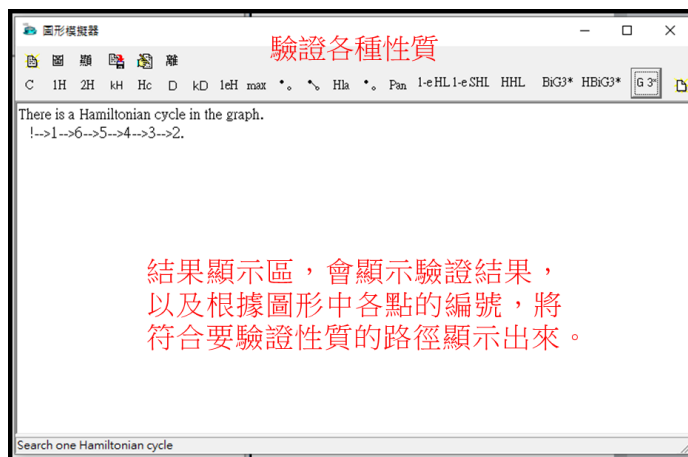 圖形模擬器
驗證各種性質
圖 顯 離
C 1H 2H kH Hc D kD 1eH max Hla Pan 1-e HL 1-e SHL HHL BiG3* HBiG3* G 3*
There is a Hamiltonian cycle in the graph.
!-->1-->6-->5-->4-->3-->2.
結果顯示區，會顯示驗證結果，
以及根據圖形中各點的編號，將
符合要驗證性質的路徑顯示出來。
Search one Hamiltonian cycle